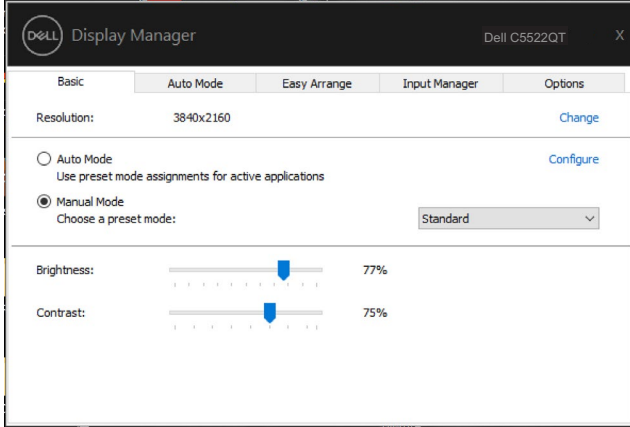 DELL Display Manager Dell C5522QT X
Basic Auto Mode Easy Arrange Input Manager Options
Resolution: 3840x2160 Change
Auto Mode Configure
Use preset mode assignments for active applications
Manual Mode
Choose a preset mode: Standard
Brightness: 77%
Contrast: 75%